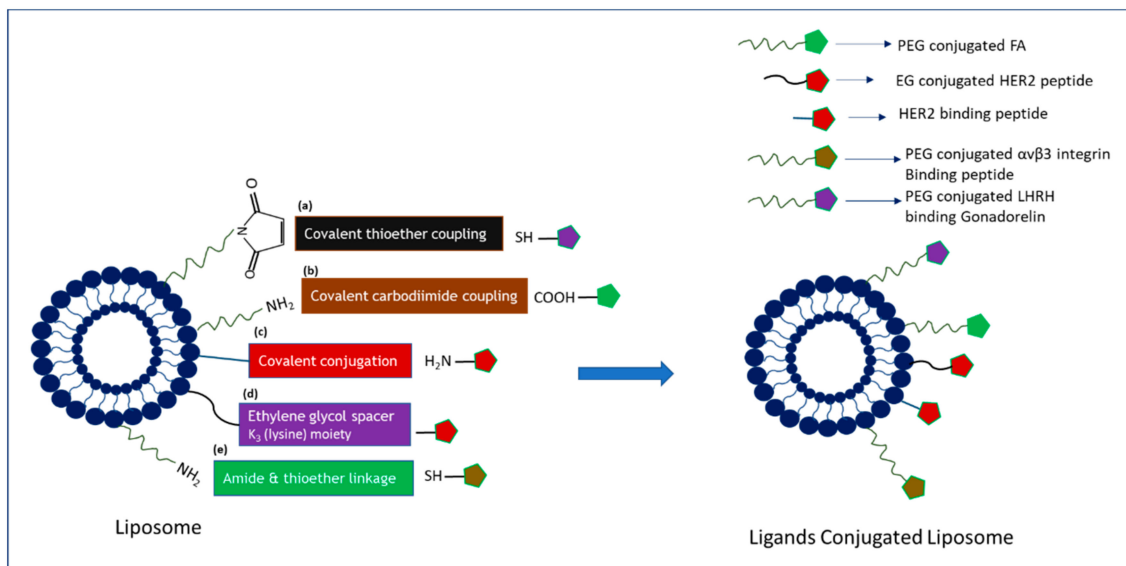 PEG conjugated FA
EG conjugated HER2 peptide
HER2 binding peptide
PEG conjugated αvβ3 integrin
Binding peptide
PEG conjugated LHRH
binding Gonadorelin
O
N
O
(a)
Covalent thioether coupling
SH
(b)
NH2
Covalent carbodiimide coupling
COOH
(c)
Covalent conjugation
H2N
(d)
Ethylene glycol spacer
K3 (lysine) moiety
(e)
NH2
Amide & thioether linkage
SH
Liposome
Ligands Conjugated Liposome